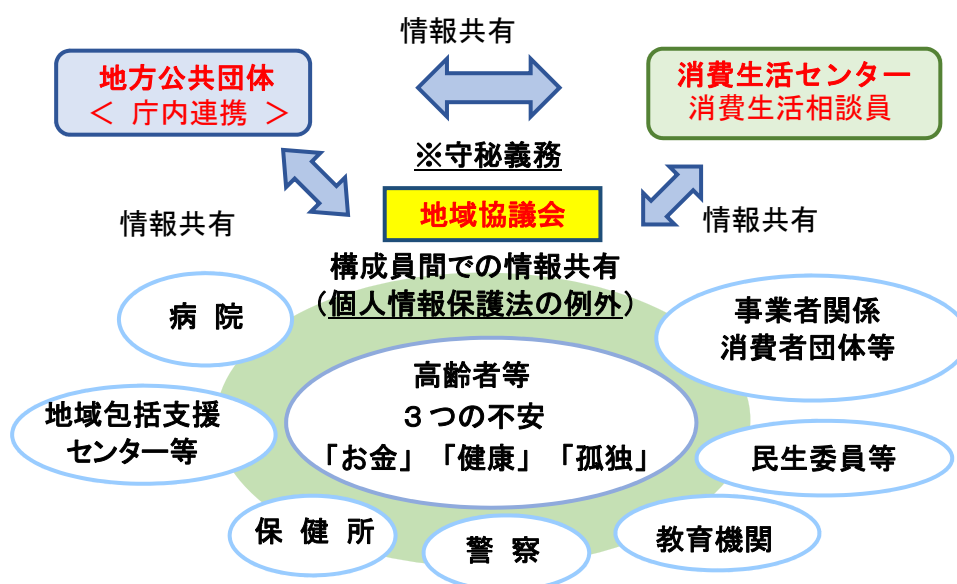 情報共有
地方公共団体
＜ 庁内連携 ＞
消費生活センター
消費生活相談員
※守秘義務
地域協議会
情報共有
情報共有
構成員間での情報共有
（個人情報保護法の例外）
病 院
事業者関係
消費者団体等
高齢者等
３つの不安
「お金」「健康」「孤独」
地域包括支援
センター等
民生委員等
保 健 所
警 察
教育機関